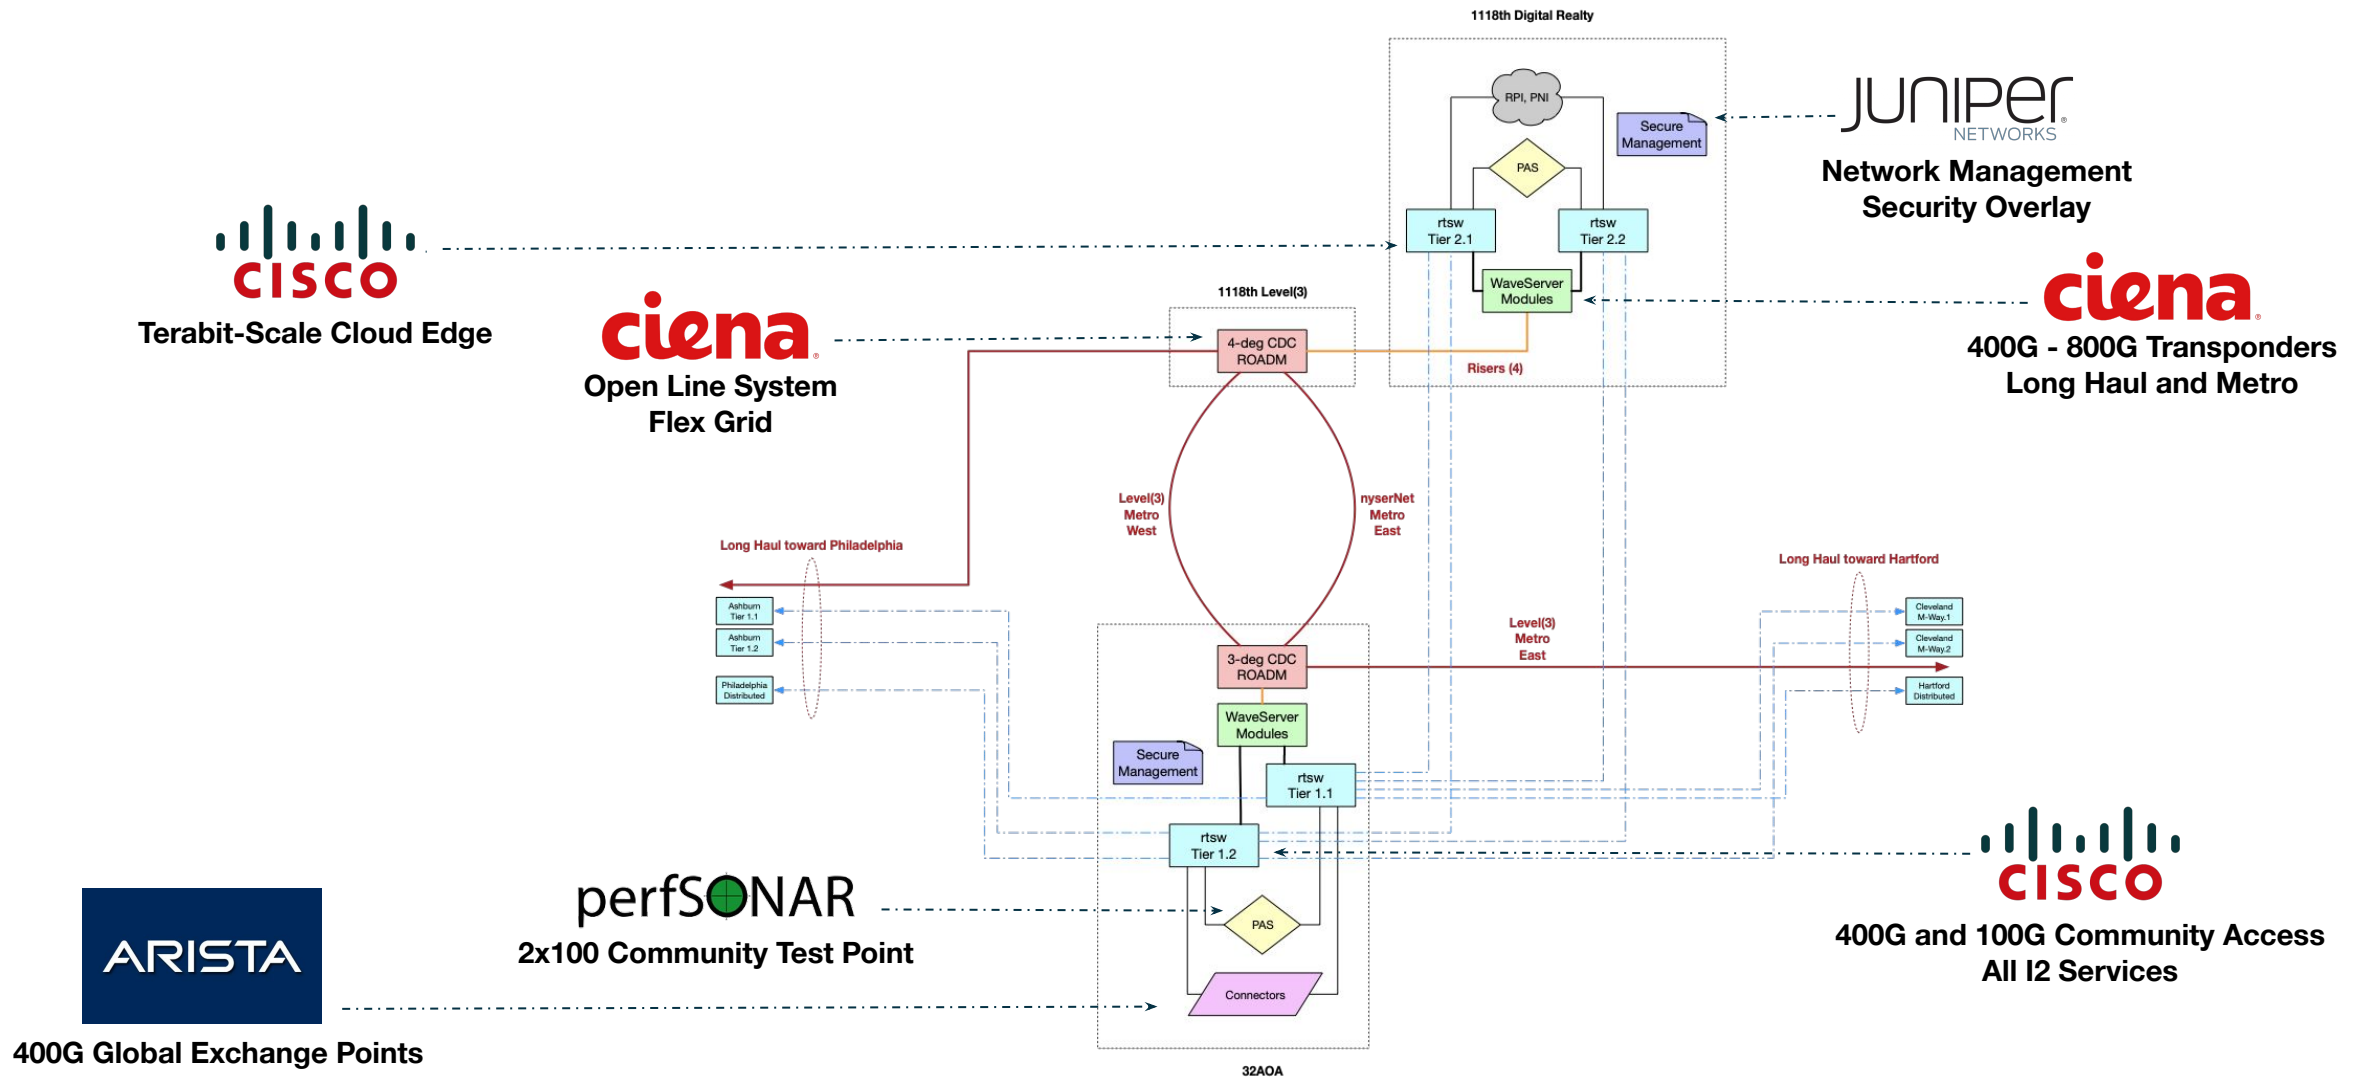 1118th Digital Realty
RPI, PNI
Secure
Management
PAS
rtsw
Tier 2.1
rtsw
Tier 2.2
WaveServer
Modules
JUNIPer
NETWORKS
Network Management
Security Overlay
CISCO
Terabit-Scale Cloud Edge
ciena
Open Line System
Flex Grid
1118th Level(3)
4-deg CDC
ROADM
Risers (4)
ciena
400G - 800G Transponders
Long Haul and Metro
Level(3)
Metro
West
nyserNet
Metro
East
Long Haul toward Philadelphia
Ashburn
Tier 1.1
Ashburn
Tier 1.2
Philadelphia
Distributed
Long Haul toward Hartford
Cleveland
M-Way.1
Cleveland
M-Way.2
Hartford
Distributed
Level(3)
Metro
East
3-deg CDC
ROADM
WaveServer
Modules
Secure
Management
rtsw
Tier 1.1
rtsw
Tier 1.2
PAS
Connectors
32AOA
perfSONAR
2x100 Community Test Point
ARISTA
400G Global Exchange Points
CISCO
400G and 100G Community Access
All I2 Services